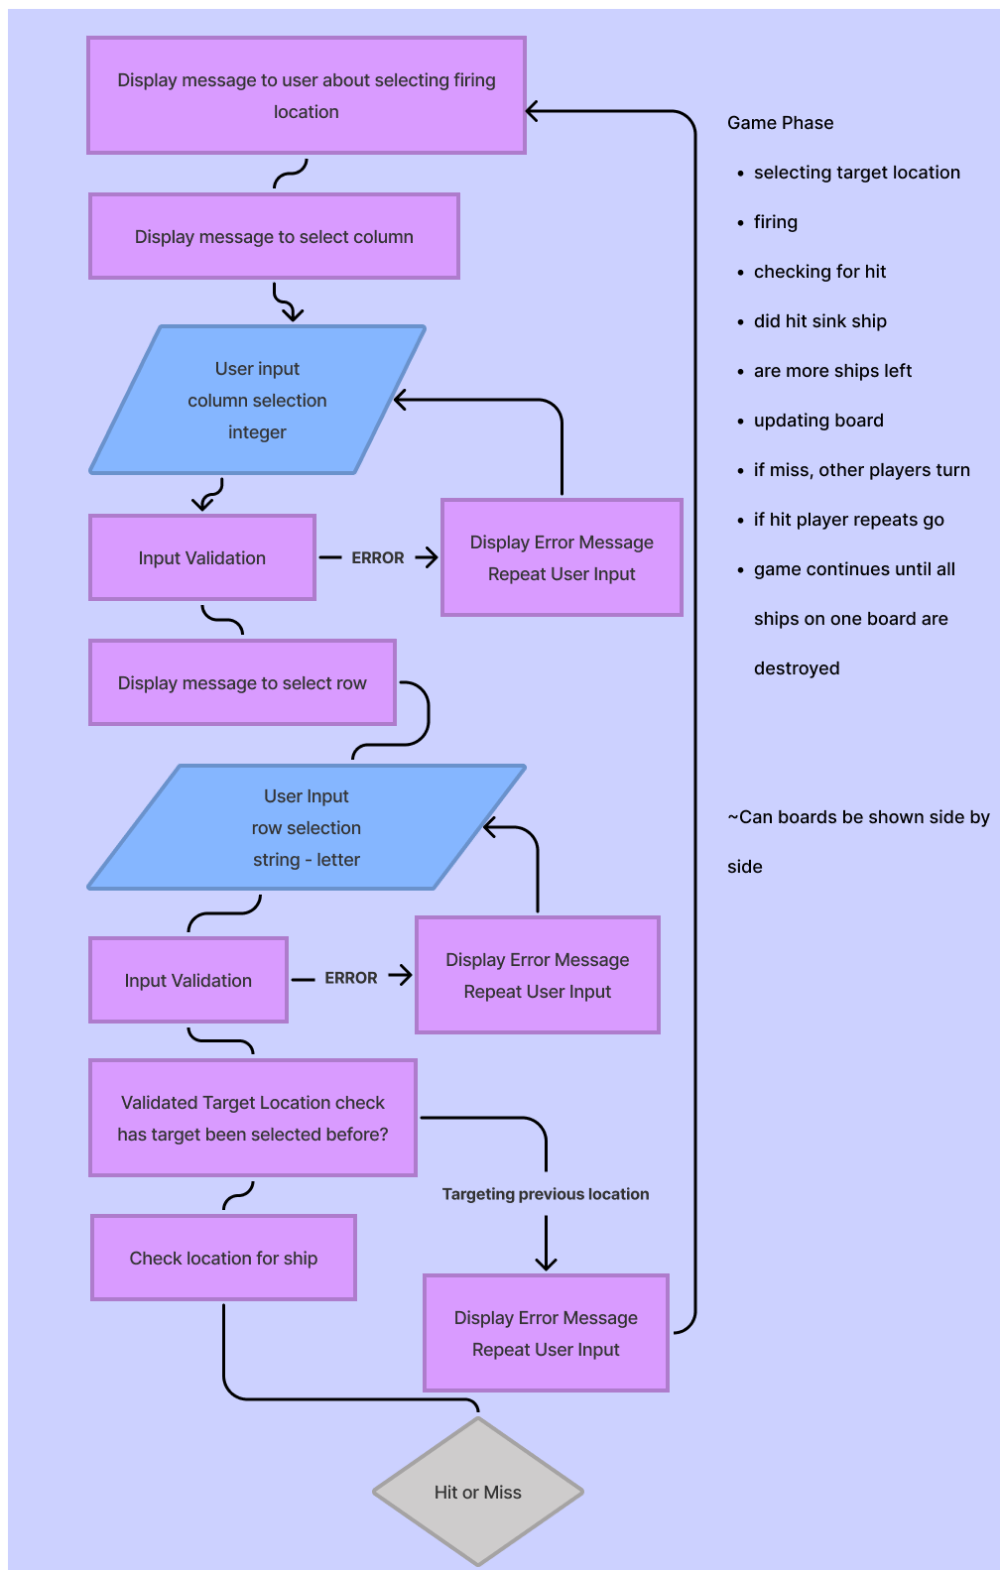 Display message to user about selecting firing
location
Display message to select column
User input
column selection
integer
Input Validation
ERROR
Display Error Message
Repeat User Input
Display message to select row
User Input
row selection
string - letter
Input Validation
ERROR
Display Error Message
Repeat User Input
Validated Target Location check
has target been selected before?
Targeting previous location
Check location for ship
Display Error Message
Repeat User Input
Hit or Miss
Game Phase
• selecting target location
• firing
• checking for hit
• did hit sink ship
• are more ships left
• updating board
• if miss, other players turn
• if hit player repeats go
• game continues until all
ships on one board are
destroyed
~Can boards be shown side by
side